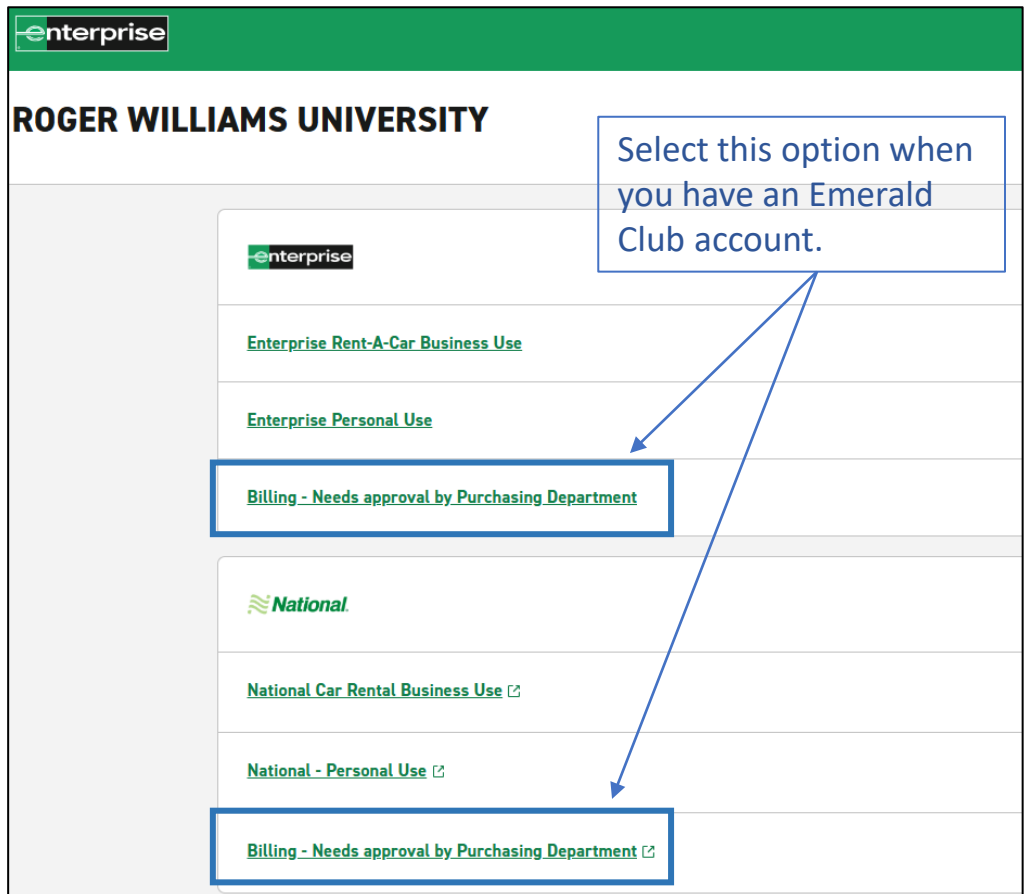 enterprise
ROGER WILLIAMS UNIVERSITY
Select this option when
you have an Emerald
Club account.
enterprise
Enterprise Rent-A-Car Business Use
Enterprise Personal Use
Billing - Needs approval by Purchasing Department
National.
National Car Rental Business Use
National - Personal Use
Billing - Needs approval by Purchasing Department